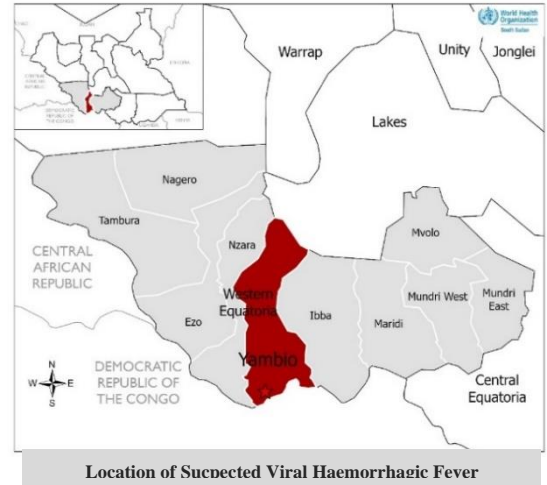 World Health
Organization
South Sudan
Warrap
Unity
Jonglei
Lakes
Nagero
Tambura
Nzara
Mvolo
CENTRAL
AFRICAN
REPUBLIC
Western
Equatoria
Ezo
Ibba
Maridi
Mundri West
Mundri
East
Yambio
N
W
E
S
DEMOCRATIC
REPUBLIC OF
THE CONGO
Central
Equatoria
Location of Sucpected Viral Haemorrhagic Fever